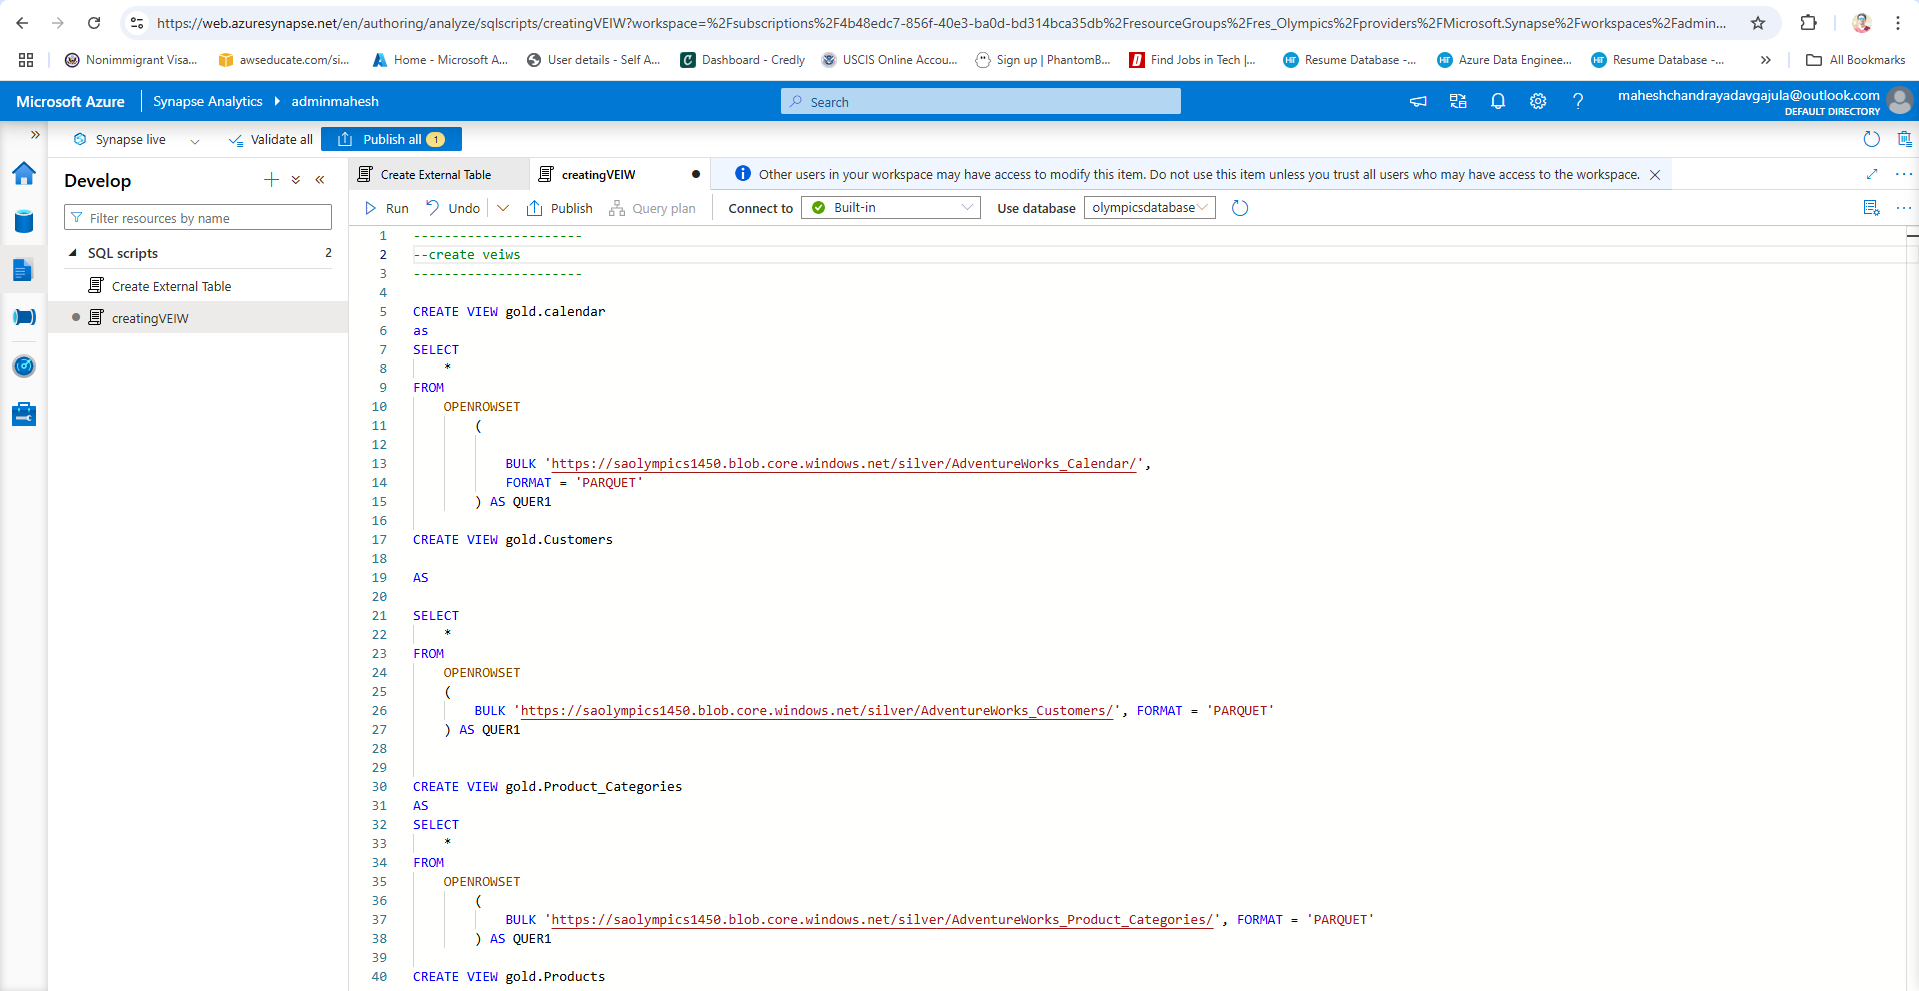 https://web.azuresynapse.net/en/authoring/analyze/sqlscripts/creatingVEIW?workspace=%2Fsubscriptions%2F4b48edc7-856f-40e3-ba0d-bd314bca35db%2FresourceGroups%2Fres_Olympics%2Fproviders%2FMicrosoft.Synapse%2Fworkspaces%2Fadmin...
Nonimmigrant Visa... awseducate.com/si... Home - Microsoft A... User details - Self A... Dashboard - Credly USCIS Online Accou... Sign up | PhantomB... Find Jobs in Tech |... Resume Database -... Azure Data Enginee... Resume Database -... All Bookmarks
Microsoft Azure Synapse Analytics adminmahesh Search maheshchandrayadavgajula@outlook.com
DEFAULT DIRECTORY
Synapse live Validate all Publish all 1
Develop Create External Table creatingVEIW Other users in your workspace may have access to modify this item. Do not use this item unless you trust all users who may have access to the workspace.
Filter resources by name Run Undo Publish Query plan Connect to Built-in Use database olympicsdatabase
SQL scripts 2
Create External Table
creatingVEIW
1 ----------------------
2 --create veiws
3 ----------------------
4
5 CREATE VIEW gold.calendar
6 as
7 SELECT
8 *
9 FROM
10 OPENROWSET
11 (
12
13 BULK 'https://saolympics1450.blob.core.windows.net/silver/AdventureWorks_Calendar/',
14 FORMAT = 'PARQUET'
15 ) AS QUER1
16
17 CREATE VIEW gold.Customers
18
19 AS
20
21 SELECT
22 *
23 FROM
24 OPENROWSET
25 (
26 BULK 'https://saolympics1450.blob.core.windows.net/silver/AdventureWorks_Customers/', FORMAT = 'PARQUET'
27 ) AS QUER1
28
29
30 CREATE VIEW gold.Product_Categories
31 AS
32 SELECT
33 *
34 FROM
35 OPENROWSET
36 (
37 BULK 'https://saolympics1450.blob.core.windows.net/silver/AdventureWorks_Product_Categories/', FORMAT = 'PARQUET'
38 ) AS QUER1
39
40 CREATE VIEW gold.Products